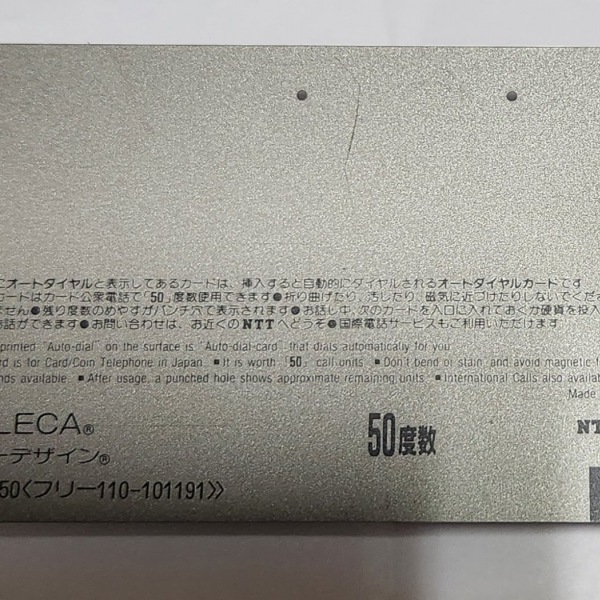 にオートダイヤルと表示してあるカードは、挿入すると自動的にダイヤルされるオートダイヤルカードです
カードはカード公衆電話で「50」度数使用できます●折り曲げたり、汚したり、磁気に近づけたりしないでくだ
ません●残り度数のめやすがパンチ穴で表示されます●お話し中、次のカードを入口に入れておくか硬貨を投入
お話ができます●お問い合わせは、お近くのNTTへどうぞ●国際電話サービスもご利用いただけます
printed "Auto-dial" on the surface is "Auto-dial-card" that dials automatically for you
rd is for Card/Coin Telephone in Japan ■ It is worth「50」call units ■ Don't bend or stain, and avoid magnetic
nds available ■ After usage, a punched hole shows approximate remaining units ■ International Calls also availa
Made
LECA®
50度数
NT
ーデザイン®
50〈フリー110-101191〉》